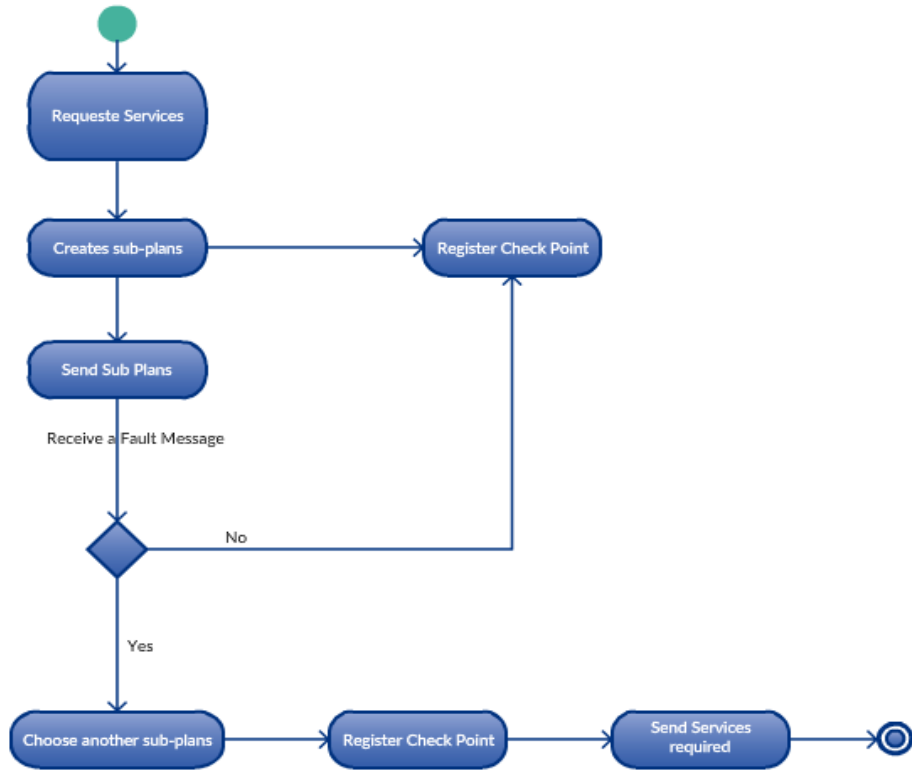 Requeste Services
Creates sub-plans
Register Check Point
Send Sub Plans
Receive a Fault Message
No
Yes
Choose another sub-plans
Register Check Point
Send Services
required